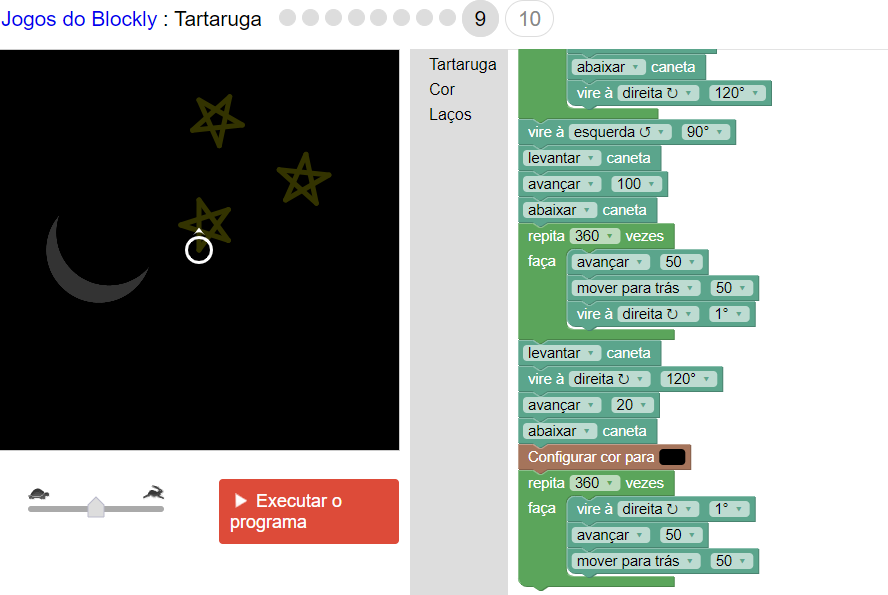 Jogos do Blockly : Tartaruga 9 10
Tartaruga
Cor
Laços
abaixar caneta
vire à direita ↻ 120°
vire à esquerda ↺ 90°
levantar caneta
avançar 100
abaixar caneta
repita 360 vezes
faça avançar 50
mover para trás 50
vire à direita ↻ 1°
levantar caneta
vire à direita ↻ 120°
avançar 20
abaixar caneta
Configurar cor para
repita 360 vezes
faça vire à direita ↻ 1°
avançar 50
mover para trás 50
Executar o
programa